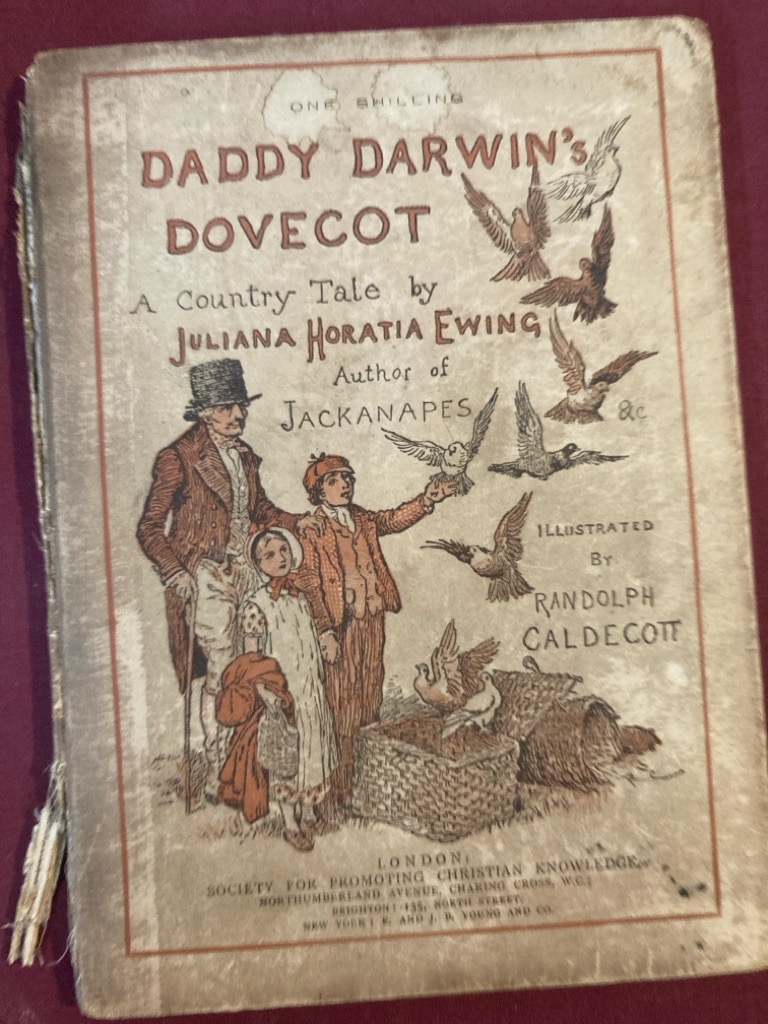 ONE SHILLING
DADDY DARWIN'S
DOVECOT
A Country Tale by
JULIANA HORATIA EWING
Author of
JACKANAPES &c
ILLUSTRATED
BY
RANDOLPH
CALDECOTT
R C
LONDON:
SOCIETY FOR PROMOTING CHRISTIAN KNOWLEDGE,
NORTHUMBERLAND AVENUE, CHARING CROSS, W.C.;
BRIGHTON: 135, NORTH STREET.
NEW YORK: E. AND J. B. YOUNG AND CO.